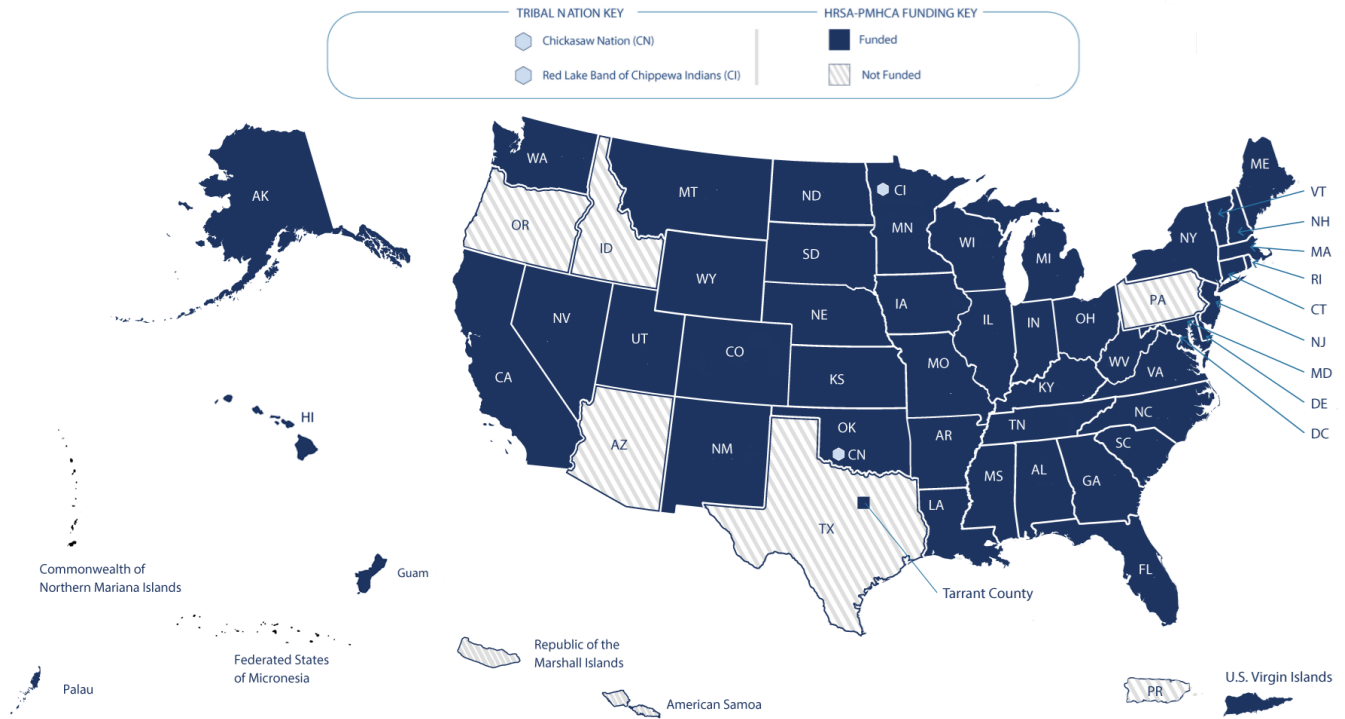 TRIBAL NATION KEY
HRSA-PMHCA FUNDING KEY
Chickasaw Nation (CN)
Funded
Red Lake Band of Chippewa Indians (CI)
Not Funded
AK
WA
OR
ID
MT
ND
CI
MN
WI
MI
NY
ME
VT
NH
MA
RI
CT
NJ
MD
DE
DC
SD
WY
NE
IA
IL
IN
OH
PA
NV
UT
CO
CA
KS
MO
KY
WV
VA
HI
AZ
NM
OK
CN
AR
TN
NC
SC
MS
AL
GA
LA
TX
FL
Tarrant County
Commonwealth of
Northern Mariana Islands
Guam
Federated States
of Micronesia
Palau
Republic of the
Marshall Islands
American Samoa
PR
U.S. Virgin Islands